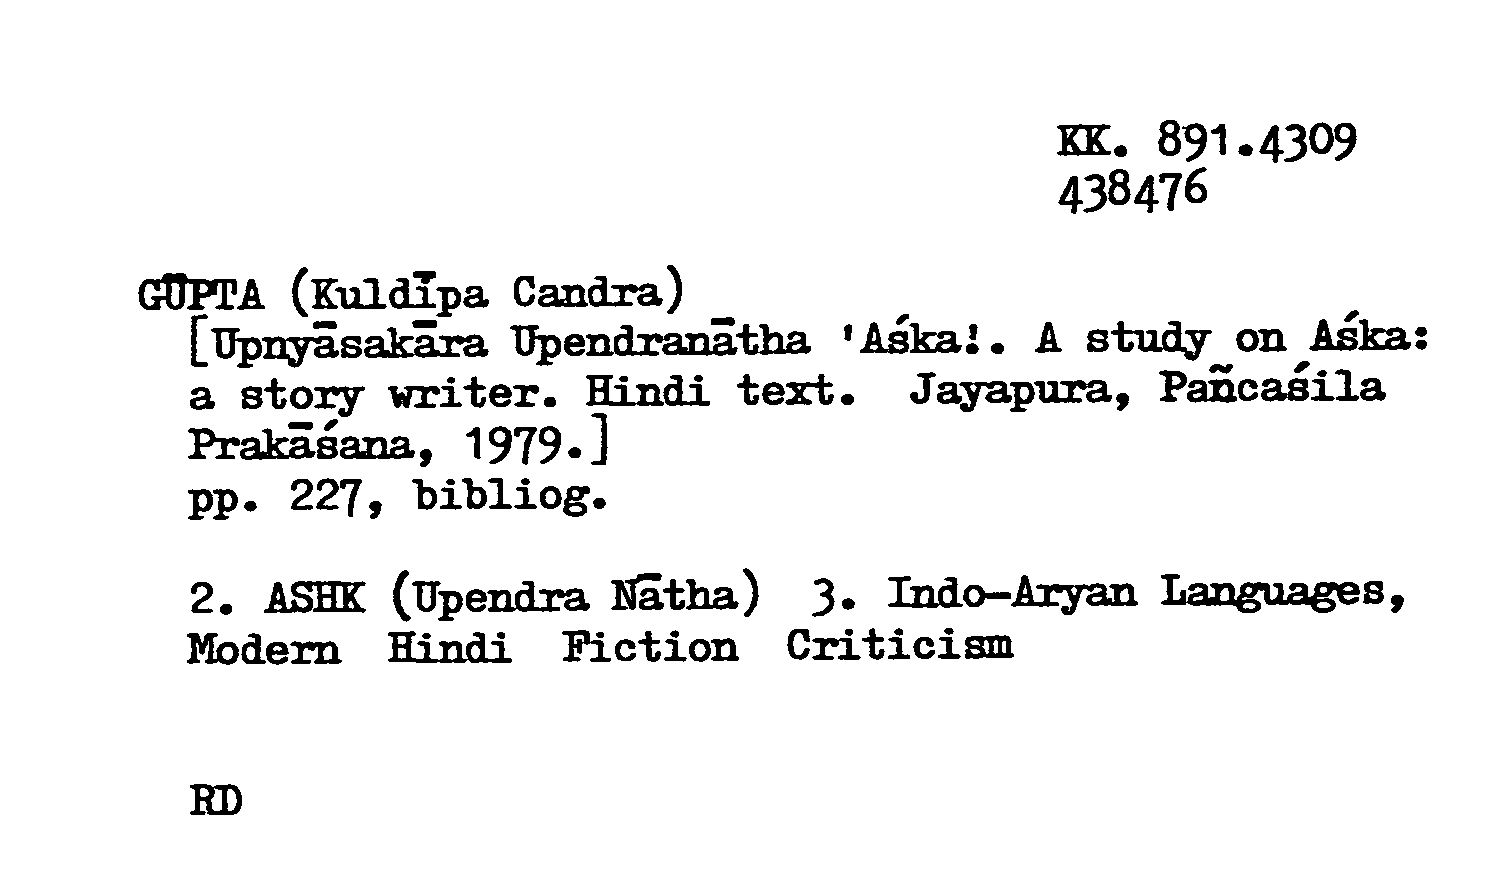 KK. 891.4309
438476
GŪPTA (Kuldīpa Candra)
[Upnyāsakāra Upendranātha 'Aśka!. A study on Aśka:
a story writer. Hindi text. Jayapura, Pañcaśila
Prakāśana, 1979.]
pp. 227, bibliog.
2. ASHK (Upendra Nātha) 3. Indo-Aryan Languages,
Modern Hindi Fiction Criticism
RD